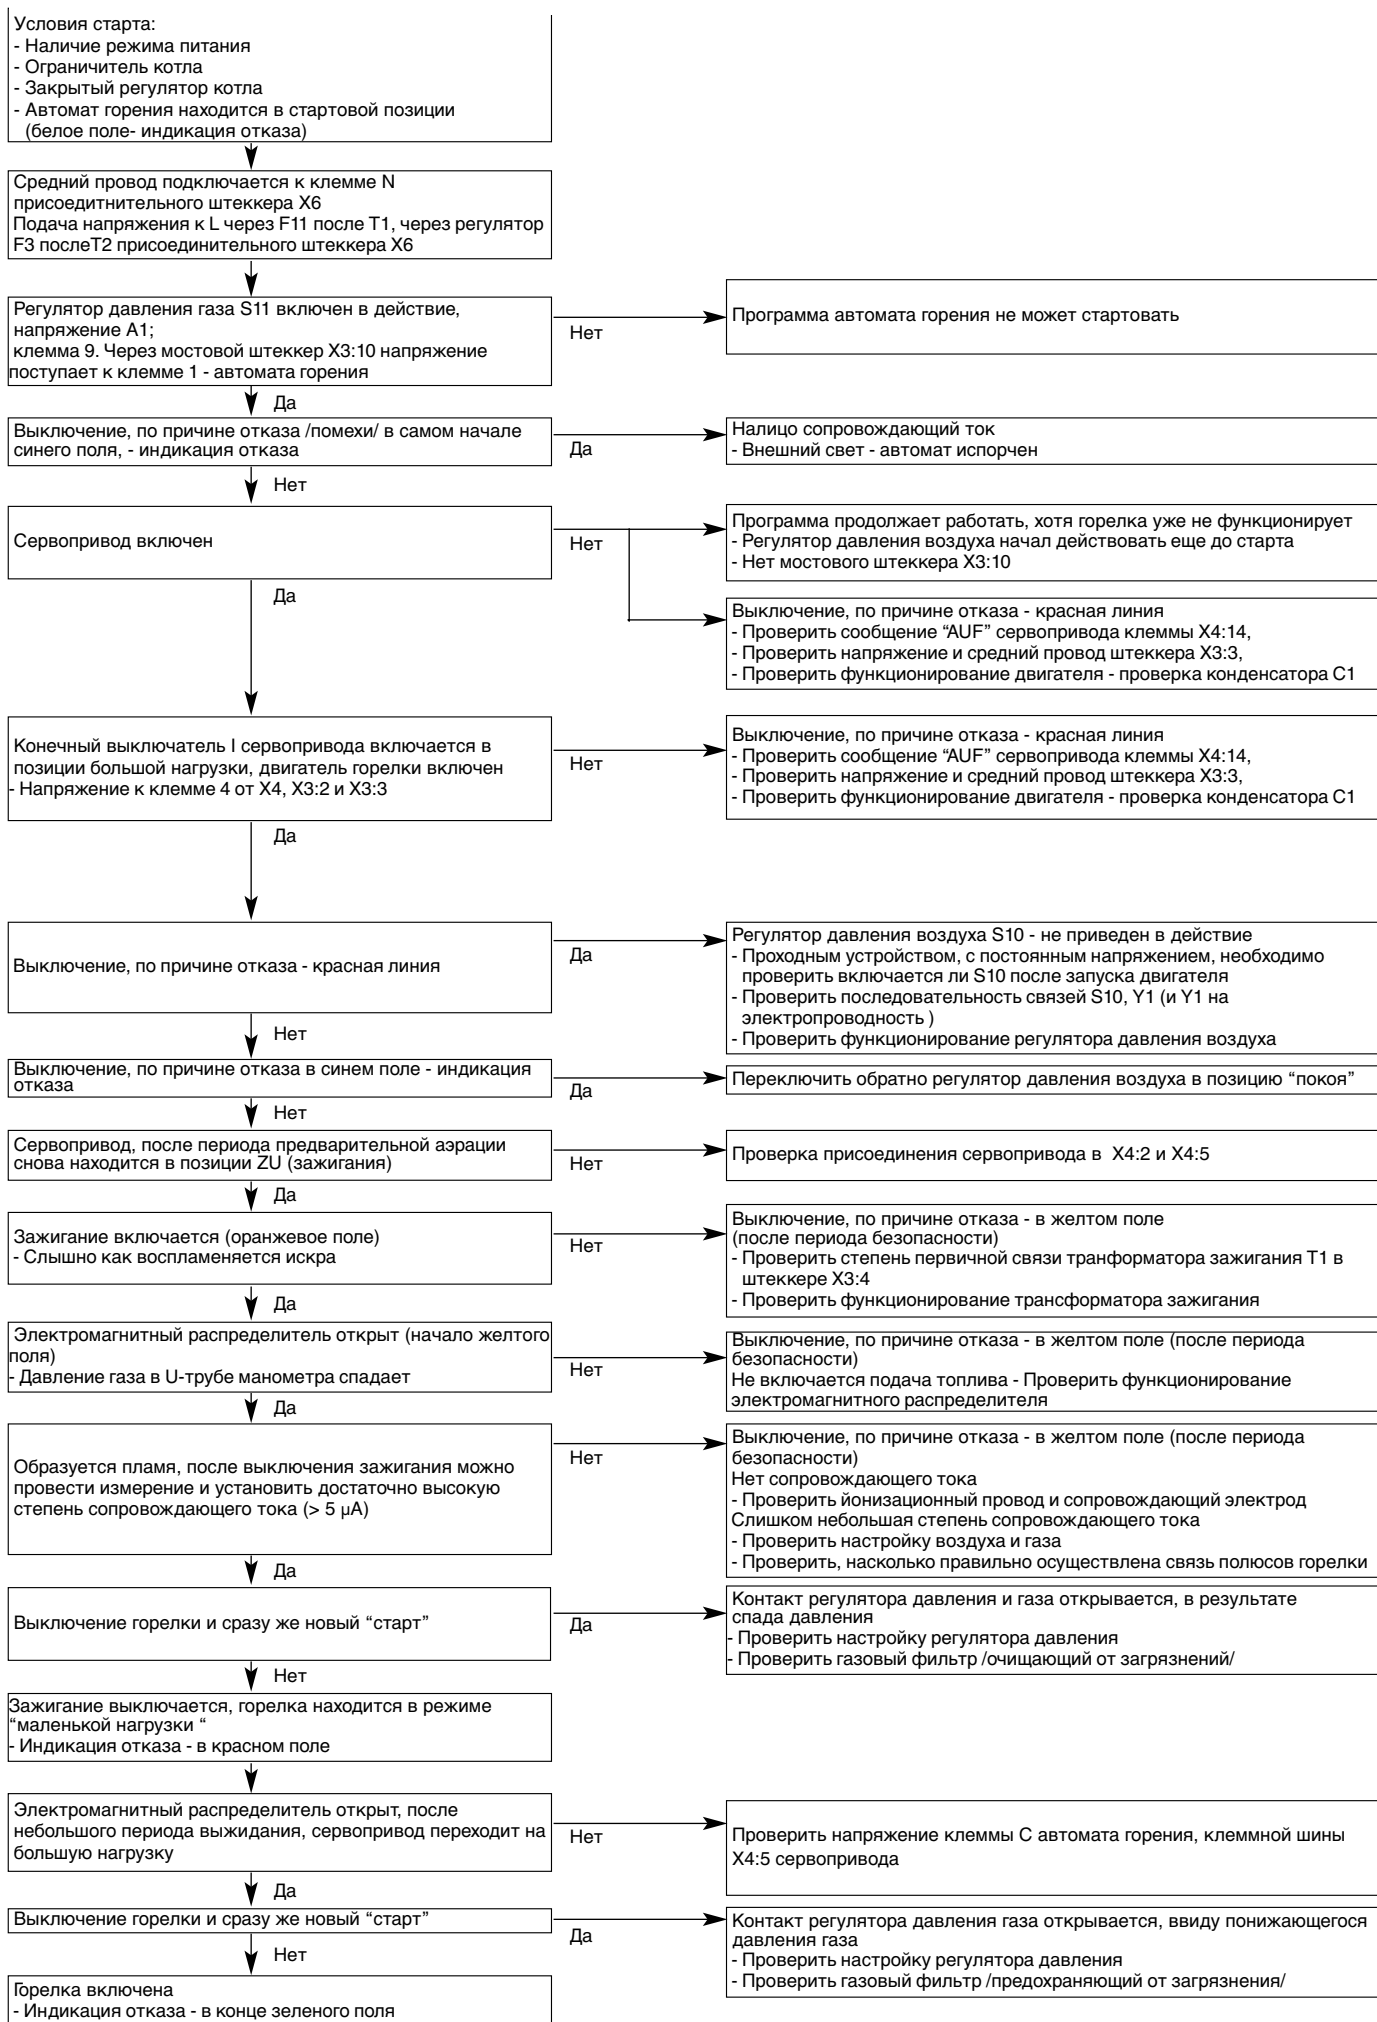 Условия старта:
- Наличие режима питания
- Ограничитель котла
- Закрытый регулятор котла
- Автомат горения находится в стартовой позиции
(белое поле- индикация отказа)
Средний провод подключается к клемме N
присоедитнительного штеккера X6
Подача напряжения к L через F11 после T1, через регулятор
F3 послеT2 присоединительного штеккера X6
Регулятор давления газа S11 включен в действие,
напряжение A1;
клемма 9. Через мостовой штеккер X3:10 напряжение
поступает к клемме 1 - автомата горения
Нет
Программа автомата горения не может стартовать
Да
Выключение, по причине отказа /помехи/ в самом начале
синего поля, - индикация отказа
Да
Налицо сопровождающий ток
- Внешний свет - автомат испорчен
Нет
Сервопривод включен
Нет
Программа продолжает работать, хотя горелка уже не функционирует
- Регулятор давления воздуха начал действовать еще до старта
- Нет мостового штеккера X3:10
Да
Выключение, по причине отказа - красная линия
- Проверить сообщение “AUF” сервопривода клеммы X4:14,
- Проверить напряжение и средний провод штеккера X3:3,
- Проверить функционирование двигателя - проверка конденсатора C1
Конечный выключатель I сервопривода включается в
позиции большой нагрузки, двигатель горелки включен
- Напряжение к клемме 4 от X4, X3:2 и X3:3
Нет
Выключение, по причине отказа - красная линия
- Проверить сообщение “AUF” сервопривода клеммы X4:14,
- Проверить напряжение и средний провод штеккера X3:3,
- Проверить функционирование двигателя - проверка конденсатора C1
Да
Выключение, по причине отказа - красная линия
Да
Регулятор давления воздуха S10 - не приведен в действие
- Проходным устройством, с постоянным напряжением, необходимо
проверить включается ли S10 после запуска двигателя
- Проверить последовательность связей S10, Y1 (и Y1 на
электропроводность )
- Проверить функционирование регулятора давления воздуха
Нет
Выключение, по причине отказа в синем поле - индикация
отказа
Да
Переключить обратно регулятор давления воздуха в позицию “покоя”
Нет
Сервопривод, после периода предварительной аэрации
снова находится в позиции ZU (зажигания)
Нет
Проверка присоединения сервопривода в X4:2 и X4:5
Да
Зажигание включается (оранжевое поле)
- Слышно как воспламеняется искра
Нет
Выключение, по причине отказа - в желтом поле
(после периода безопасности)
- Проверить степень первичной связи транформатора зажигания T1 в
штеккере X3:4
- Проверить функционирование трансформатора зажигания
Да
Электромагнитный распределитель открыт (начало желтого
поля)
- Давление газа в U-трубе манометра спадает
Нет
Выключение, по причине отказа - в желтом поле (после периода
безопасности)
Не включается подача топлива - Проверить функционирование
электромагнитного распределителя
Да
Образуется пламя, после выключения зажигания можно
провести измерение и установить достаточно высокую
степень сопровождающего тока (> 5 µA)
Нет
Выключение, по причине отказа - в желтом поле (после периода
безопасности)
Нет сопровождающего тока
- Проверить йонизационный провод и сопровождающий электрод
Слишком небольшая степень сопровождающего тока
- Проверить настройку воздуха и газа
- Проверить, насколько правильно осуществлена связь полюсов горелки
Да
Выключение горелки и сразу же новый “старт”
Да
Контакт регулятора давления и газа открывается, в результате
спада давления
- Проверить настройку регулятора давления
- Проверить газовый фильтр /очищающий от загрязнений/
Нет
Зажигание выключается, горелка находится в режиме
“маленькой нагрузки “
- Индикация отказа - в красном поле
Электромагнитный распределитель открыт, после
небольшого периода выжидания, сервопривод переходит на
большую нагрузку
Нет
Проверить напряжение клеммы C автомата горения, клеммной шины
X4:5 сервопривода
Да
Выключение горелки и сразу же новый “старт”
Да
Контакт регулятора давления газа открывается, ввиду понижающегося
давления газа
- Проверить настройку регулятора давления
- Проверить газовый фильтр /предохраняющий от загрязнения/
Нет
Горелка включена
- Индикация отказа - в конце зеленого поля